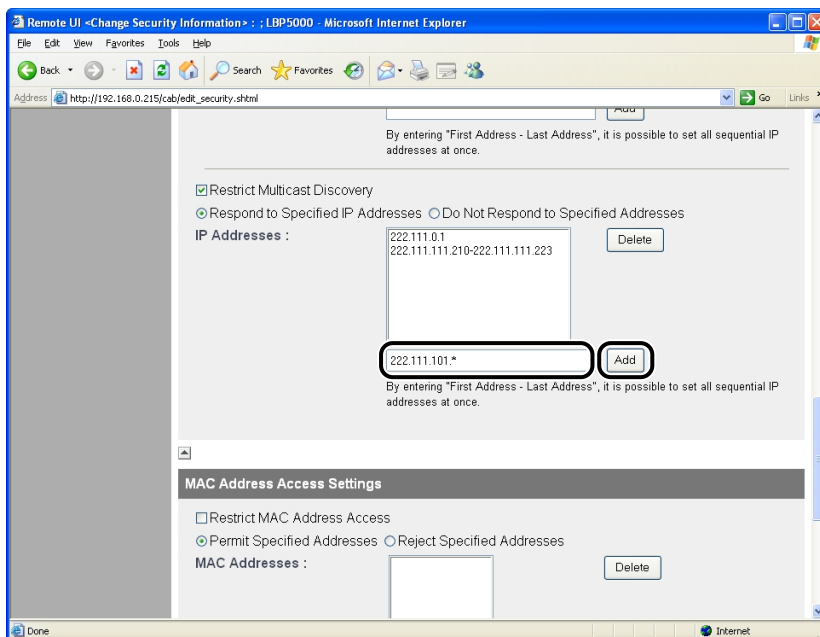 Remote UI <Change Security Information> : ; LBP5000 - Microsoft Internet Explorer
File Edit View Favorites Tools Help
Back Search Favorites
Address http://192.168.0.215/cab/edit_security.shtml Go Links
Add
By entering "First Address - Last Address", it is possible to set all sequential IP
addresses at once.
Restrict Multicast Discovery
Respond to Specified IP Addresses Do Not Respond to Specified Addresses
IP Addresses :
222.111.0.1
222.111.111.210-222.111.111.223
Delete
222.111.101.* Add
By entering "First Address - Last Address", it is possible to set all sequential IP
addresses at once.
MAC Address Access Settings
Restrict MAC Address Access
Permit Specified Addresses Reject Specified Addresses
MAC Addresses :
Delete
Done Internet